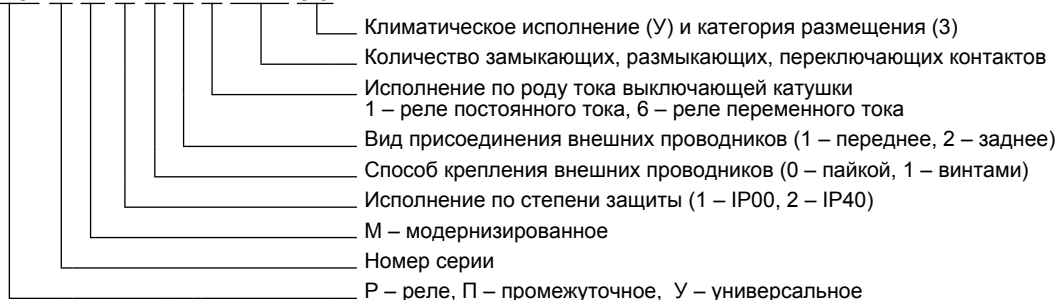 Климатическое исполнение (У) и категория размещения (3)
Количество замыкающих, размыкающих, переключающих контактов
Исполнение по роду тока выключающей катушки
1 – реле постоянного тока, 6 – реле переменного тока
Вид присоединения внешних проводников (1 – переднее, 2 – заднее)
Способ крепления внешних проводников (0 – пайкой, 1 – винтами)
Исполнение по степени защиты (1 – IP00, 2 – IP40)
М – модернизированное
Номер серии
Р – реле, П – промежуточное, У – универсальное